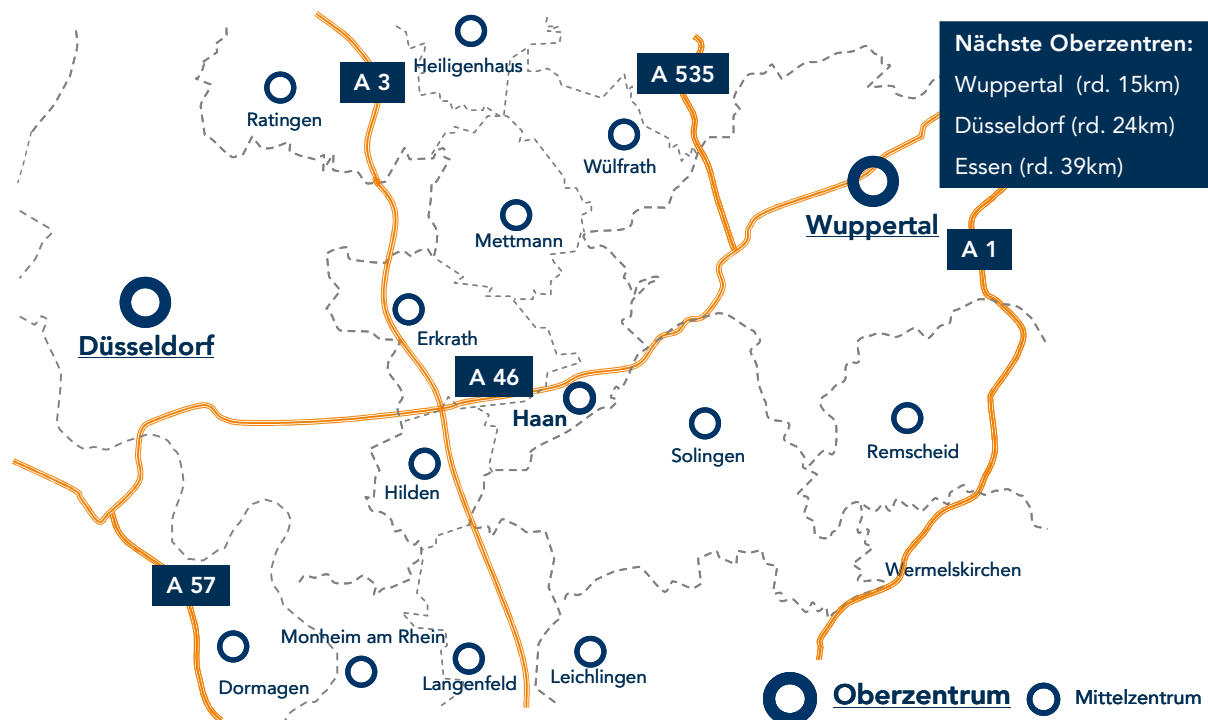 Heiligenhaus
A 3
A 535
Nächste Oberzentren:
Wuppertal (rd. 15km)
Düsseldorf (rd. 24km)
Essen (rd. 39km)
Ratingen
Wülfrath
Mettmann
Wuppertal
A 1
Düsseldorf
Erkrath
A 46
Haan
Solingen
Remscheid
Hilden
A 57
Wermelskirchen
Monheim am Rhein
Dormagen
Langenfeld
Leichlingen
Oberzentrum
Mittelzentrum